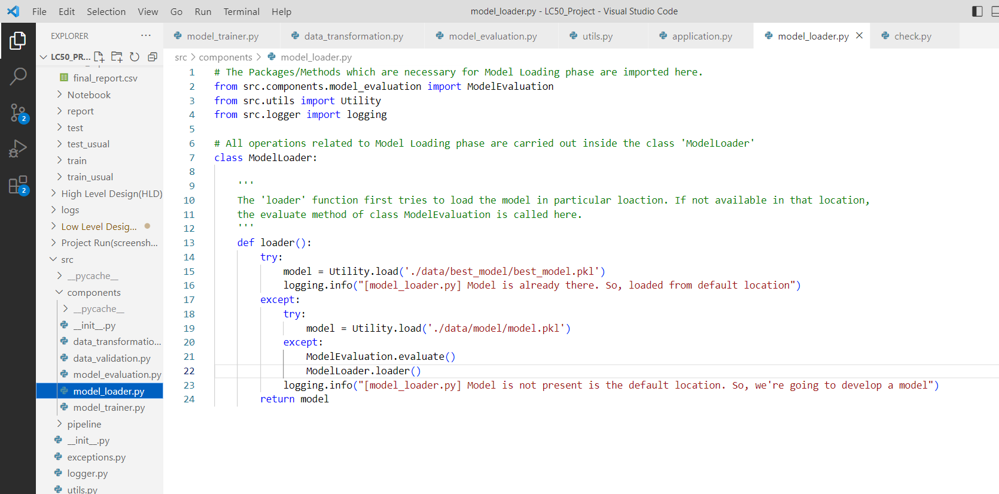 File Edit Selection View Go Run Terminal Help
model_loader.py - LC50_Project - Visual Studio Code
EXPLORER ···
model_trainer.py data_transformation.py model_evaluation.py utils.py application.py model_loader.py check.py
LC50_PR...
src > components > model_loader.py
final_report.csv
Notebook
report
test
test_usual
train
train_usual
High Level Design(HLD)
logs
Low Level Desig...
Project Run(screensh...
src
__pycache__
components
__pycache__
__init__.py
data_transformatio...
data_validation.py
model_evaluation.py
model_loader.py
model_trainer.py
pipeline
__init__.py
exceptions.py
logger.py
utils.py
2
2
1 # The Packages/Methods which are necessary for Model Loading phase are imported here.
2 from src.components.model_evaluation import ModelEvaluation
3 from src.utils import Utility
4 from src.logger import logging
5
6 # All operations related to Model Loading phase are carried out inside the class 'ModelLoader'
7 class ModelLoader:
8
9     '''
10     The 'loader' function first tries to load the model in particular loaction. If not available in that location,
11     the evaluate method of class ModelEvaluation is called here.
12     '''
13     def loader():
14         try:
15             model = Utility.load('./data/best_model/best_model.pkl')
16             logging.info("[model_loader.py] Model is already there. So, loaded from default location")
17         except:
18             try:
19                 model = Utility.load('./data/model/model.pkl')
20             except:
21                 ModelEvaluation.evaluate()
22                 ModelLoader.loader()
23             logging.info("[model_loader.py] Model is not present is the default location. So, we're going to develop a model")
24         return model